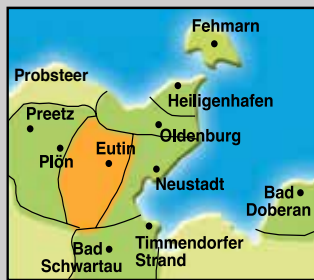 Fehmarn
Probsteer
Heiligenhafen
Preetz
Oldenburg
Plön
Eutin
Neustadt
Bad
Doberan
Timmendorfer
Strand
Bad
Schwartau